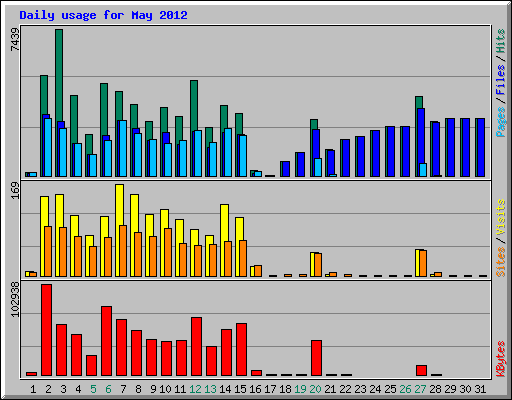 Daily usage for May 2012
7439
169
102938
Pages / Files / Hits
Sites / Visits
KBytes
1 2 3 4 5 6 7 8 9 10 11 12 13 14 15 16 17 18 19 20 21 22 23 24 25 26 27 28 29 30 31